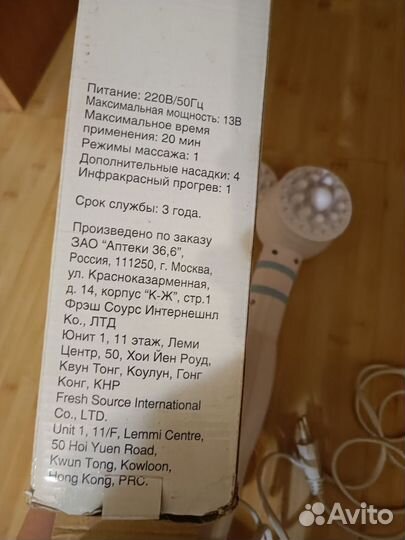 Питание: 220В/50Гц
Максимальная мощность: 13В
Максимальное время
применения: 20 мин
Режимы массажа: 1
Дополнительные насадки: 4
Инфракрасный прогрев: 1
Срок службы: 3 года.
Произведено по заказу
ЗАО "Аптеки 36,6",
Россия, 111250, г. Москва,
ул. Красноказарменная,
д. 14, корпус "К-Ж", стр.1
Фрэш Соурс Интернешнл
Ко., ЛТД
Юнит 1, 11 этаж, Леми
Центр, 50, Хои Йен Роуд,
Квун Тонг, Коулун, Гонг
Конг, КНР
Fresh Source International
Co., LTD.
Unit 1, 11/F, Lemmi Centre,
50 Hoi Yuen Road,
Kwun Tong, Kowloon,
Hong Kong, PRC.
Avito